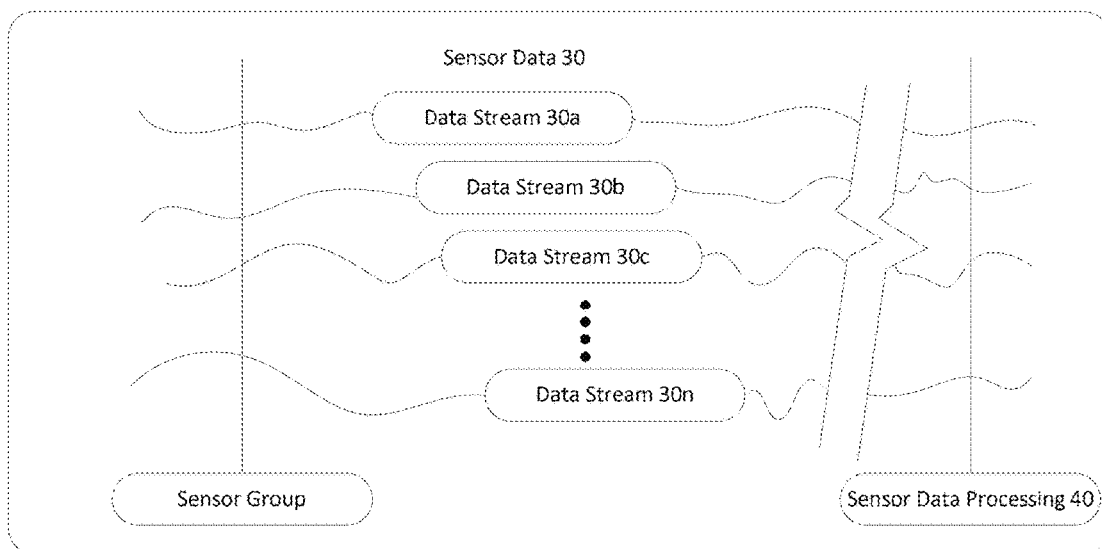 Sensor Data 30
Data Stream 30a
Data Stream 30b
Data Stream 30c
Data Stream 30n
Sensor Group
Sensor Data Processing 40